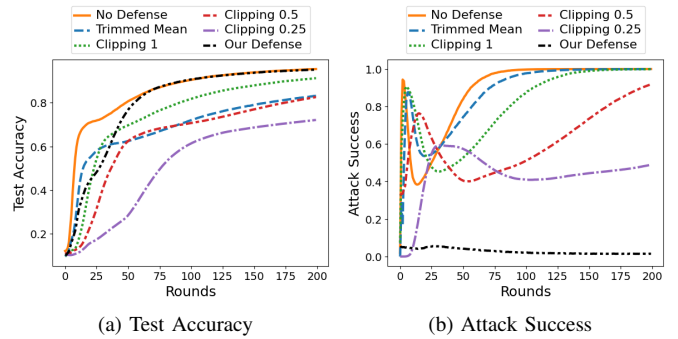 No Defense
Trimmed Mean
Clipping 1
Clipping 0.5
Clipping 0.25
Our Defense
Test Accuracy
0.8
0.6
0.4
0.2
0 25 50 75 100 125 150 175 200
Rounds
(a) Test Accuracy
No Defense
Trimmed Mean
Clipping 1
Clipping 0.5
Clipping 0.25
Our Defense
Attack Success
1.0
0.8
0.6
0.4
0.2
0.0
0 25 50 75 100 125 150 175 200
Rounds
(b) Attack Success